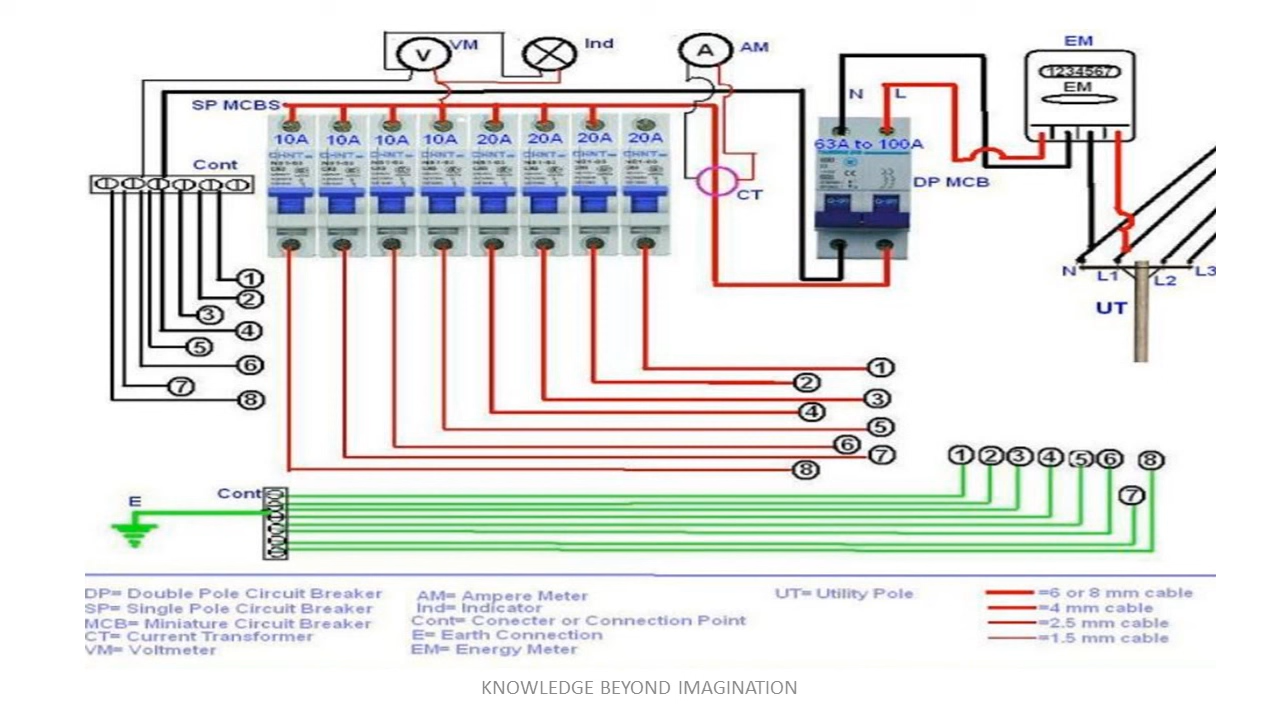 VM
Ind
AM
EM
V
A
1234567
EM
N
L
SP MCBS
10A
10A
10A
10A
20A
20A
20A
20A
63A to 100A
Cont
CT
DP MCB
N
L1
L2
L3
UT
1
2
3
4
5
6
7
8
1
2
3
4
5
6
7
8
1
2
3
4
5
6
8
7
Cont
E
DP= Double Pole Circuit Breaker
SP= Single Pole Circuit Breaker
MCB= Miniature Circuit Breaker
CT= Current Transformer
VM= Voltmeter
AM= Ampere Meter
Ind= Indicator
Cont= Conecter or Connection Point
E= Earth Connection
EM= Energy Meter
UT= Utility Pole
=6 or 8 mm cable
=4 mm cable
=2.5 mm cable
=1.5 mm cable
KNOWLEDGE BEYOND IMAGINATION